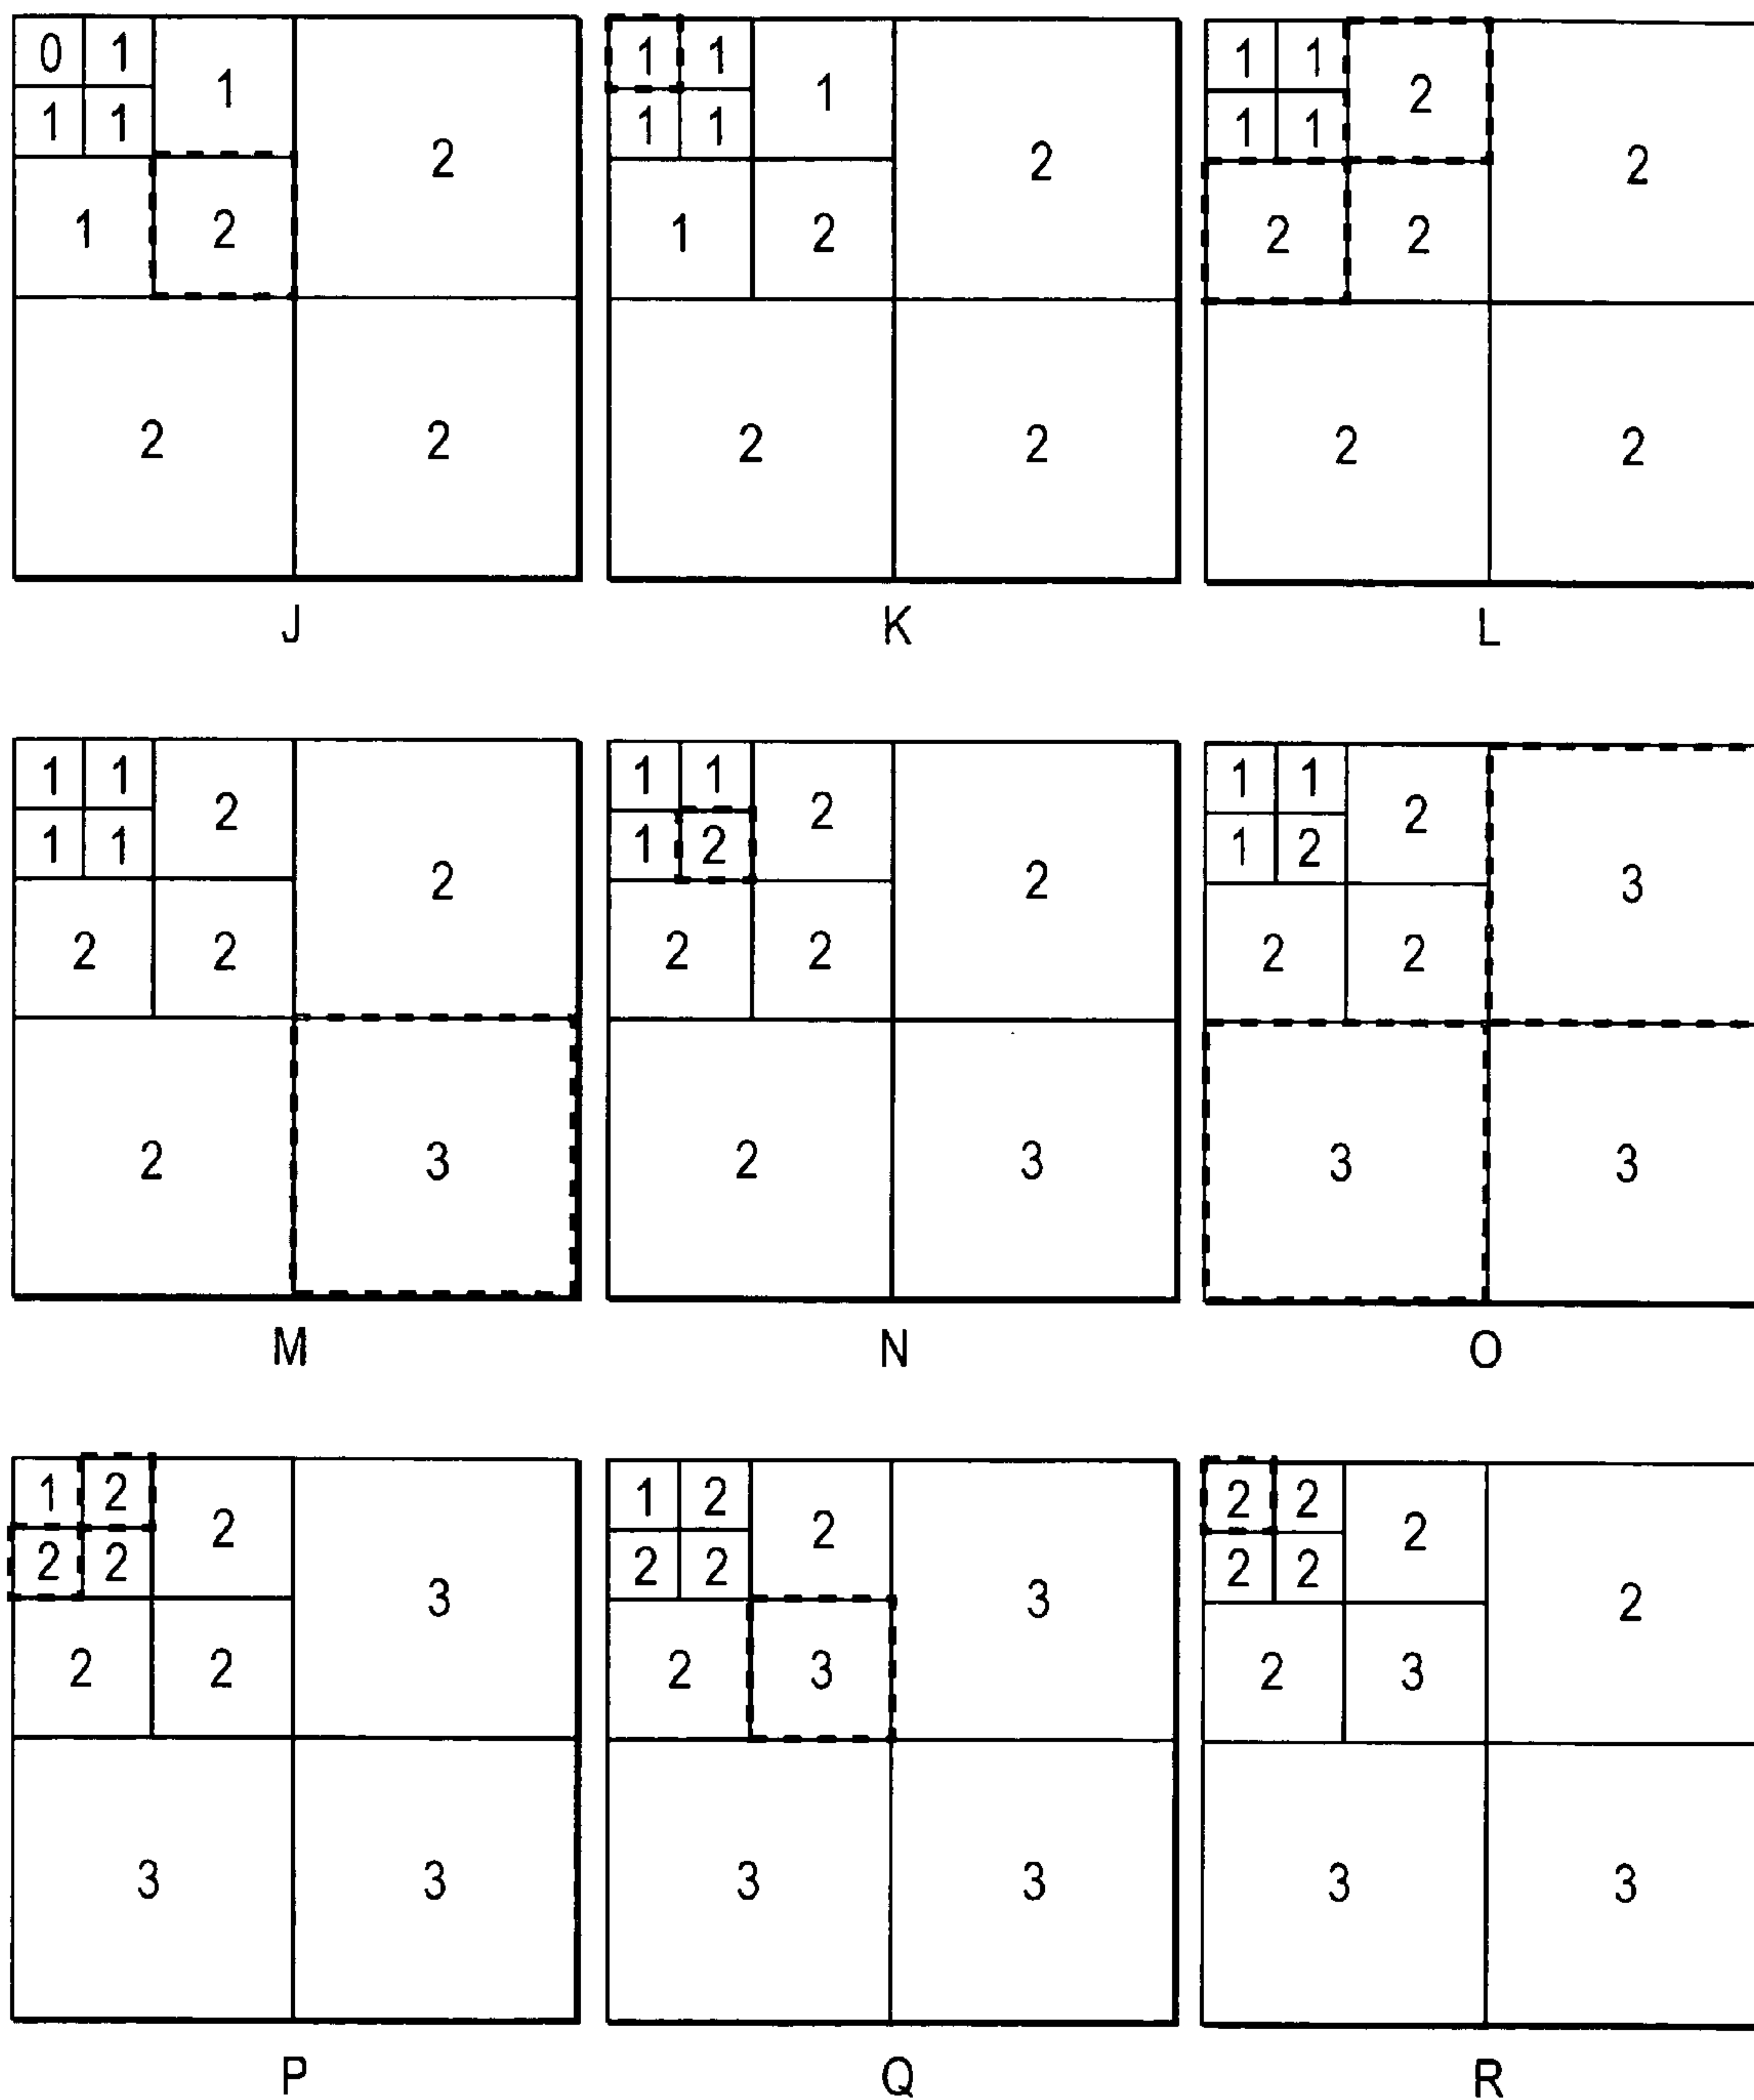 0 1 1 1 1 1
1 1 2 1 1 2
2 2 2
1 2 1 2 2 2
2 2 2 2 2 2
J K L
1 1 2 1 1 2 1 1 2
1 1 2 1 2 2 1 2 3
2 2 2 2 2 2
2 3 2 3 3 3
M N O
1 2 2 1 2 2 2 2 2
2 2 3 2 2 3 2 2 2
2 2 2 3 2 3
3 3 3 3 3 3
P Q R